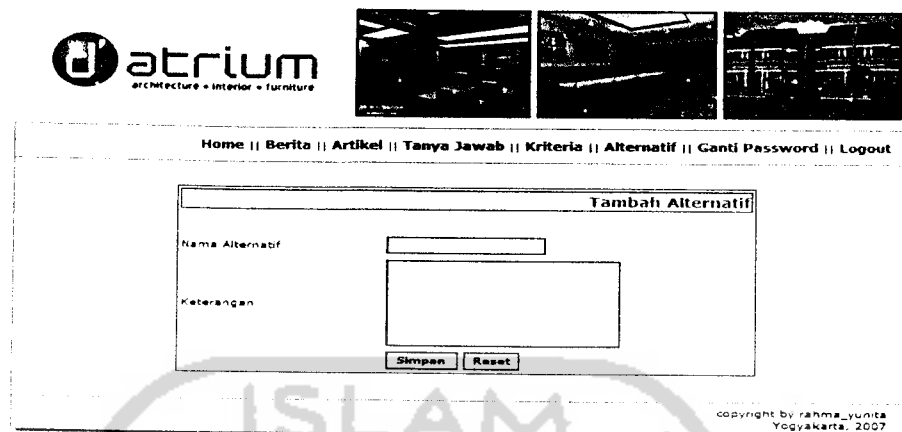 d' atrium
architecture + interior + furniture
Home || Berita || Artikel || Tanya Jawab || Kriteria || Alternatif || Ganti Password || Logout
Tambah Alternatif
Nama Alternatif
Keterangan
Simpan Reset
ISLAM
copyright by rahma_yunita
Yogyakarta, 2007